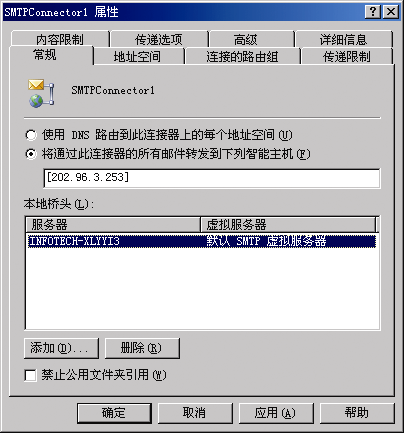 SMTPConnector1 属性
内容限制 传递选项 高级 详细信息
常规 地址空间 连接的路由组 传递限制
SMTPConnector1
使用 DNS 路由到此连接器上的每个地址空间(U)
将通过此连接器的所有邮件转发到下列智能主机(F)
[202.96.3.253]
本地桥头(L):
服务器 虚拟服务器
INFOTECH-XLYYI3 默认 SMTP 虚拟服务器
添加(D)... 删除(R)
禁止公用文件夹引用(W)
确定 取消 应用(A) 帮助